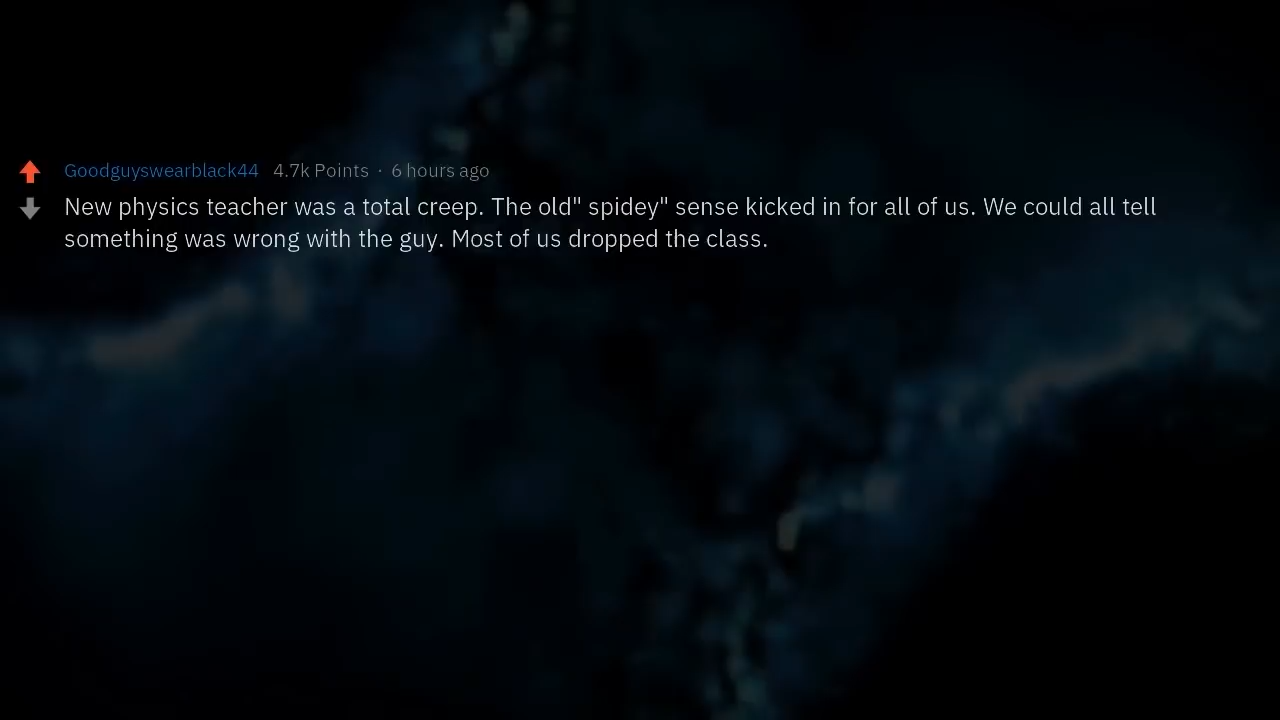 Goodguyswearblack44 4.7k Points · 6 hours ago
New physics teacher was a total creep. The old" spidey" sense kicked in for all of us. We could all tell
something was wrong with the guy. Most of us dropped the class.